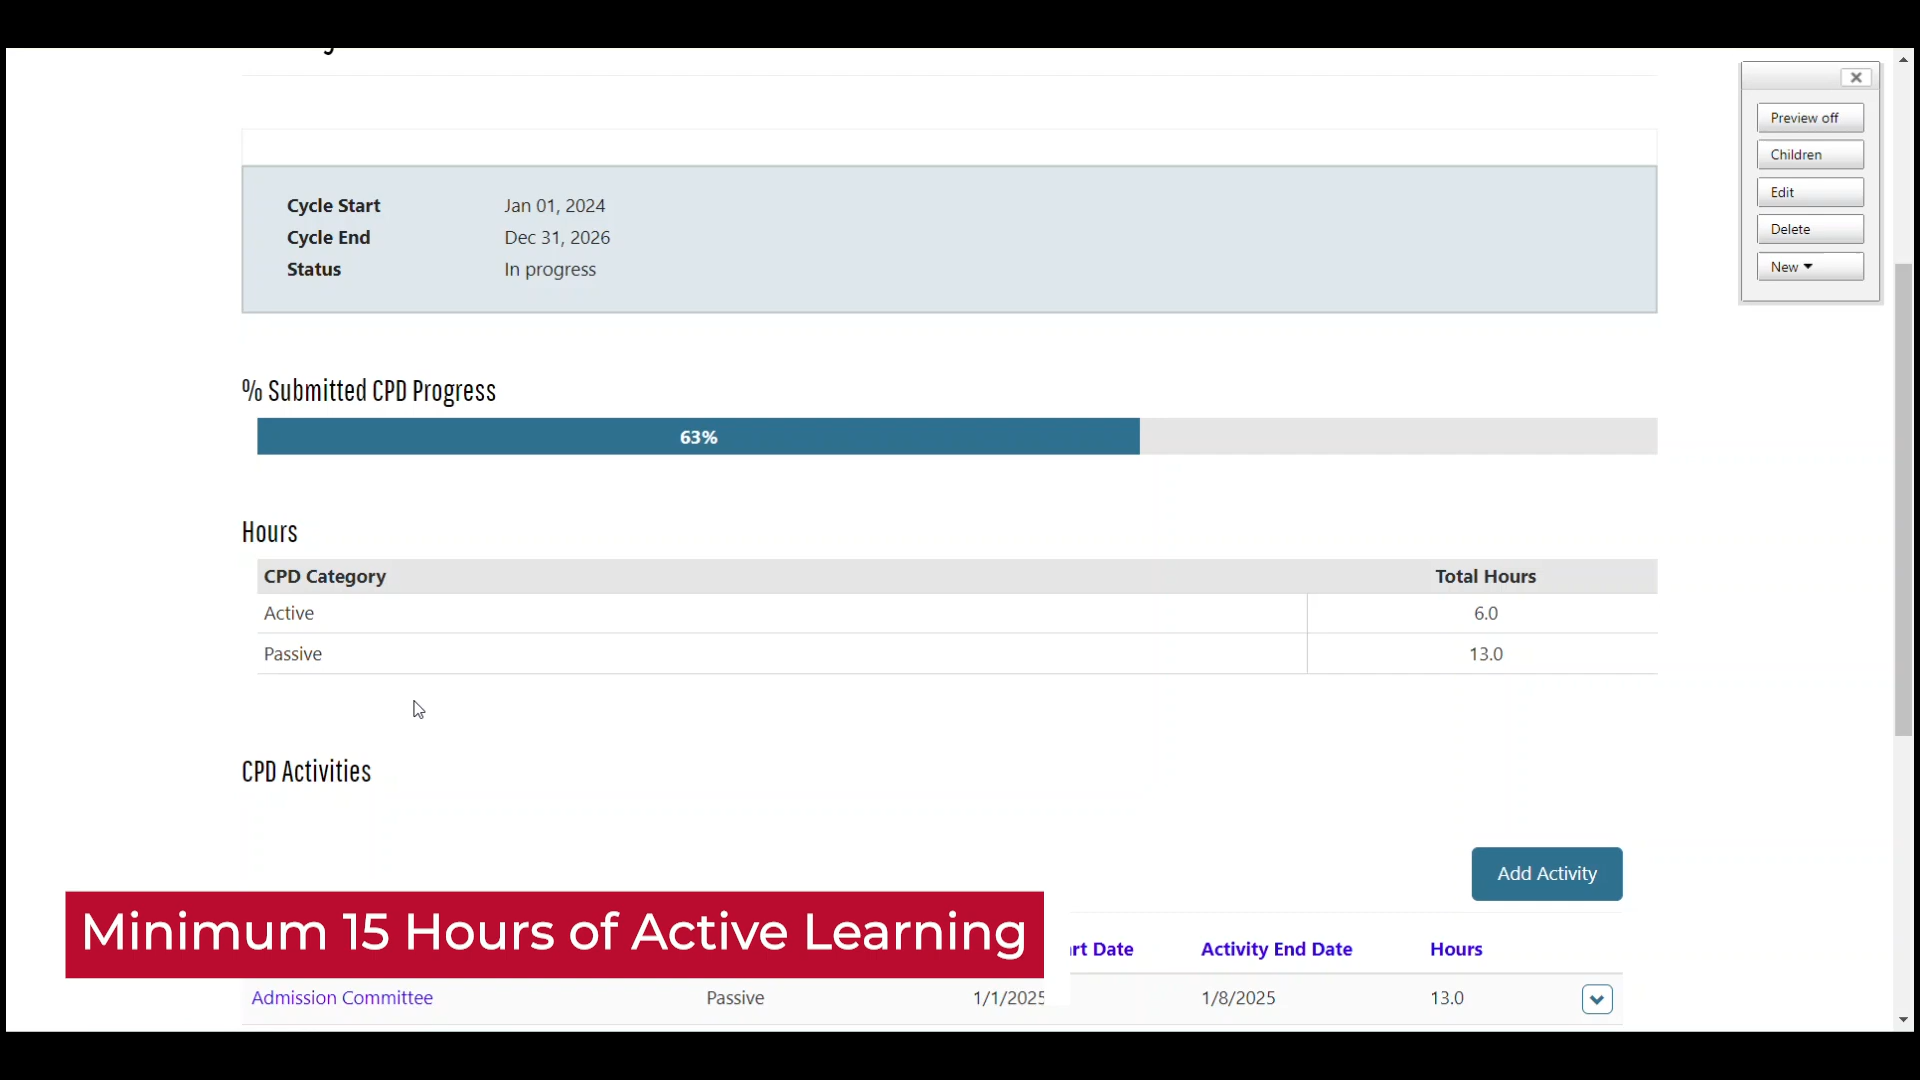 Preview off
Children
Edit
Delete
New
Cycle Start Jan 01, 2024
Cycle End Dec 31, 2026
Status In progress
% Submitted CPD Progress
63%
Hours
CPD Category Total Hours
Active 6.0
Passive 13.0
CPD Activities
Add Activity
Minimum 15 Hours of Active Learning
Date Activity End Date Hours
Admission Committee Passive 1/1/2025 1/8/2025 13.0